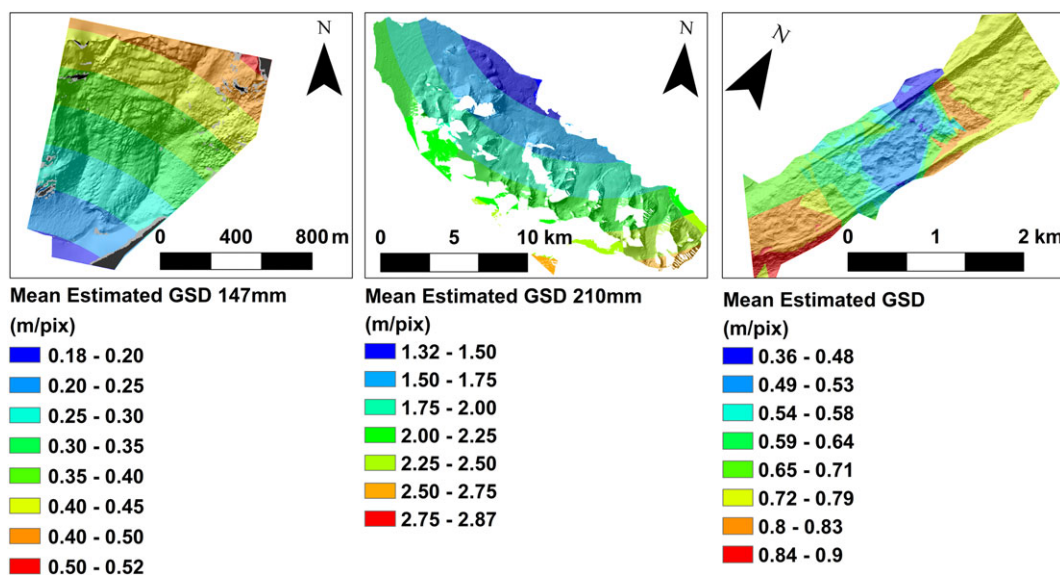 N
0 400 800 m
Mean Estimated GSD 147mm
(m/pix)
0.18 - 0.20
0.20 - 0.25
0.25 - 0.30
0.30 - 0.35
0.35 - 0.40
0.40 - 0.45
0.40 - 0.50
0.50 - 0.52
N
0 5 10 km
Mean Estimated GSD 210mm
(m/pix)
1.32 - 1.50
1.50 - 1.75
1.75 - 2.00
2.00 - 2.25
2.25 - 2.50
2.50 - 2.75
2.75 - 2.87
N
0 1 2 km
Mean Estimated GSD
(m/pix)
0.36 - 0.48
0.49 - 0.53
0.54 - 0.58
0.59 - 0.64
0.65 - 0.71
0.72 - 0.79
0.8 - 0.83
0.84 - 0.9